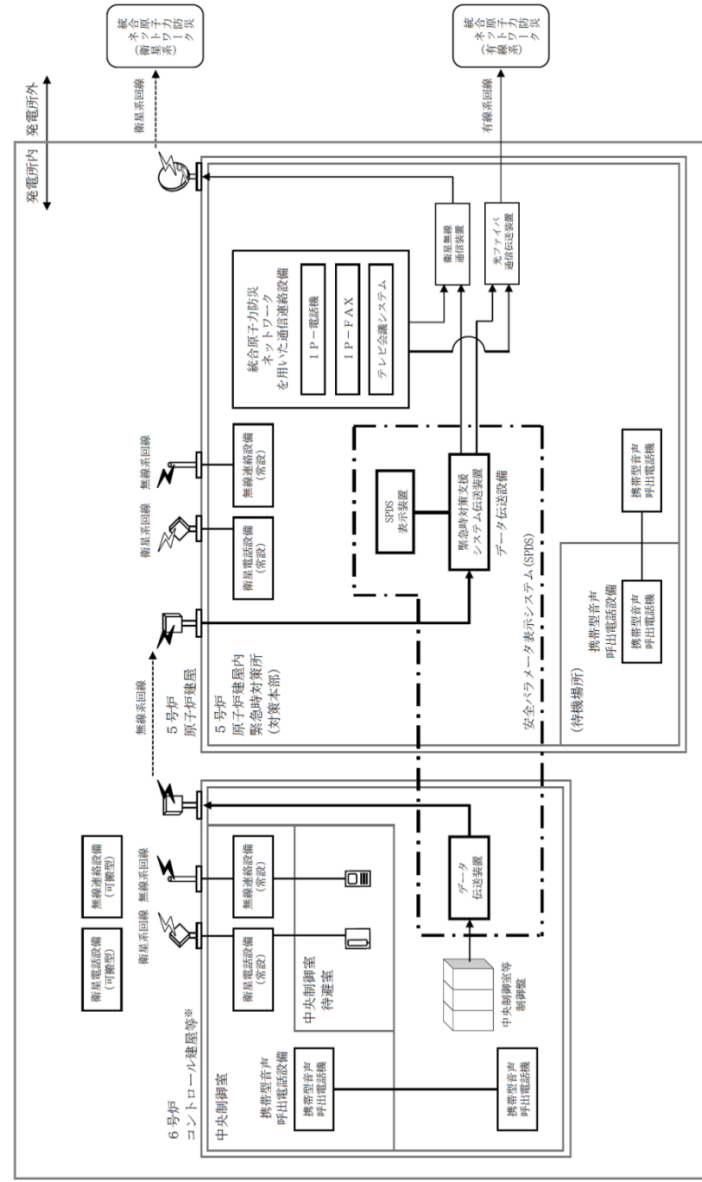 発電所内
発電所外
統合原子力防災
ネットワーク
(衛星系)
統合原子力防災
ネットワーク
(有線系)
衛星系回線
有線系回線
衛星電話設備
(可搬型)
無線連絡設備
(可搬型)
衛星系回線
無線系回線
無線系回線
6号炉
コントロール建屋等※
中央制御室
衛星電話設備
(常設)
無線連絡設備
(常設)
中央制御室
待避室
携帯型音声
呼出電話設備
携帯型音声
呼出電話機
携帯型音声
呼出電話機
中央制御室等
制御盤
データ
伝送装置
5号炉
原子炉建屋
5号炉
原子炉建屋内
緊急時対策所
(対策本部)
衛星系回線
無線系回線
衛星電話設備
(常設)
無線連絡設備
(常設)
統合原子力防災
ネットワーク
を用いた通信連絡設備
IP-電話機
IP-FAX
テレビ会議システム
衛星無線
通信装置
光ファイバ
通信伝送装置
SPDS
表示装置
緊急時対策支援
システム伝送装置
データ伝送設備
安全パラメータ表示システム(SPDS)
(待機場所)
携帯型音声
呼出電話設備
携帯型音声
呼出電話機
携帯型音声
呼出電話機